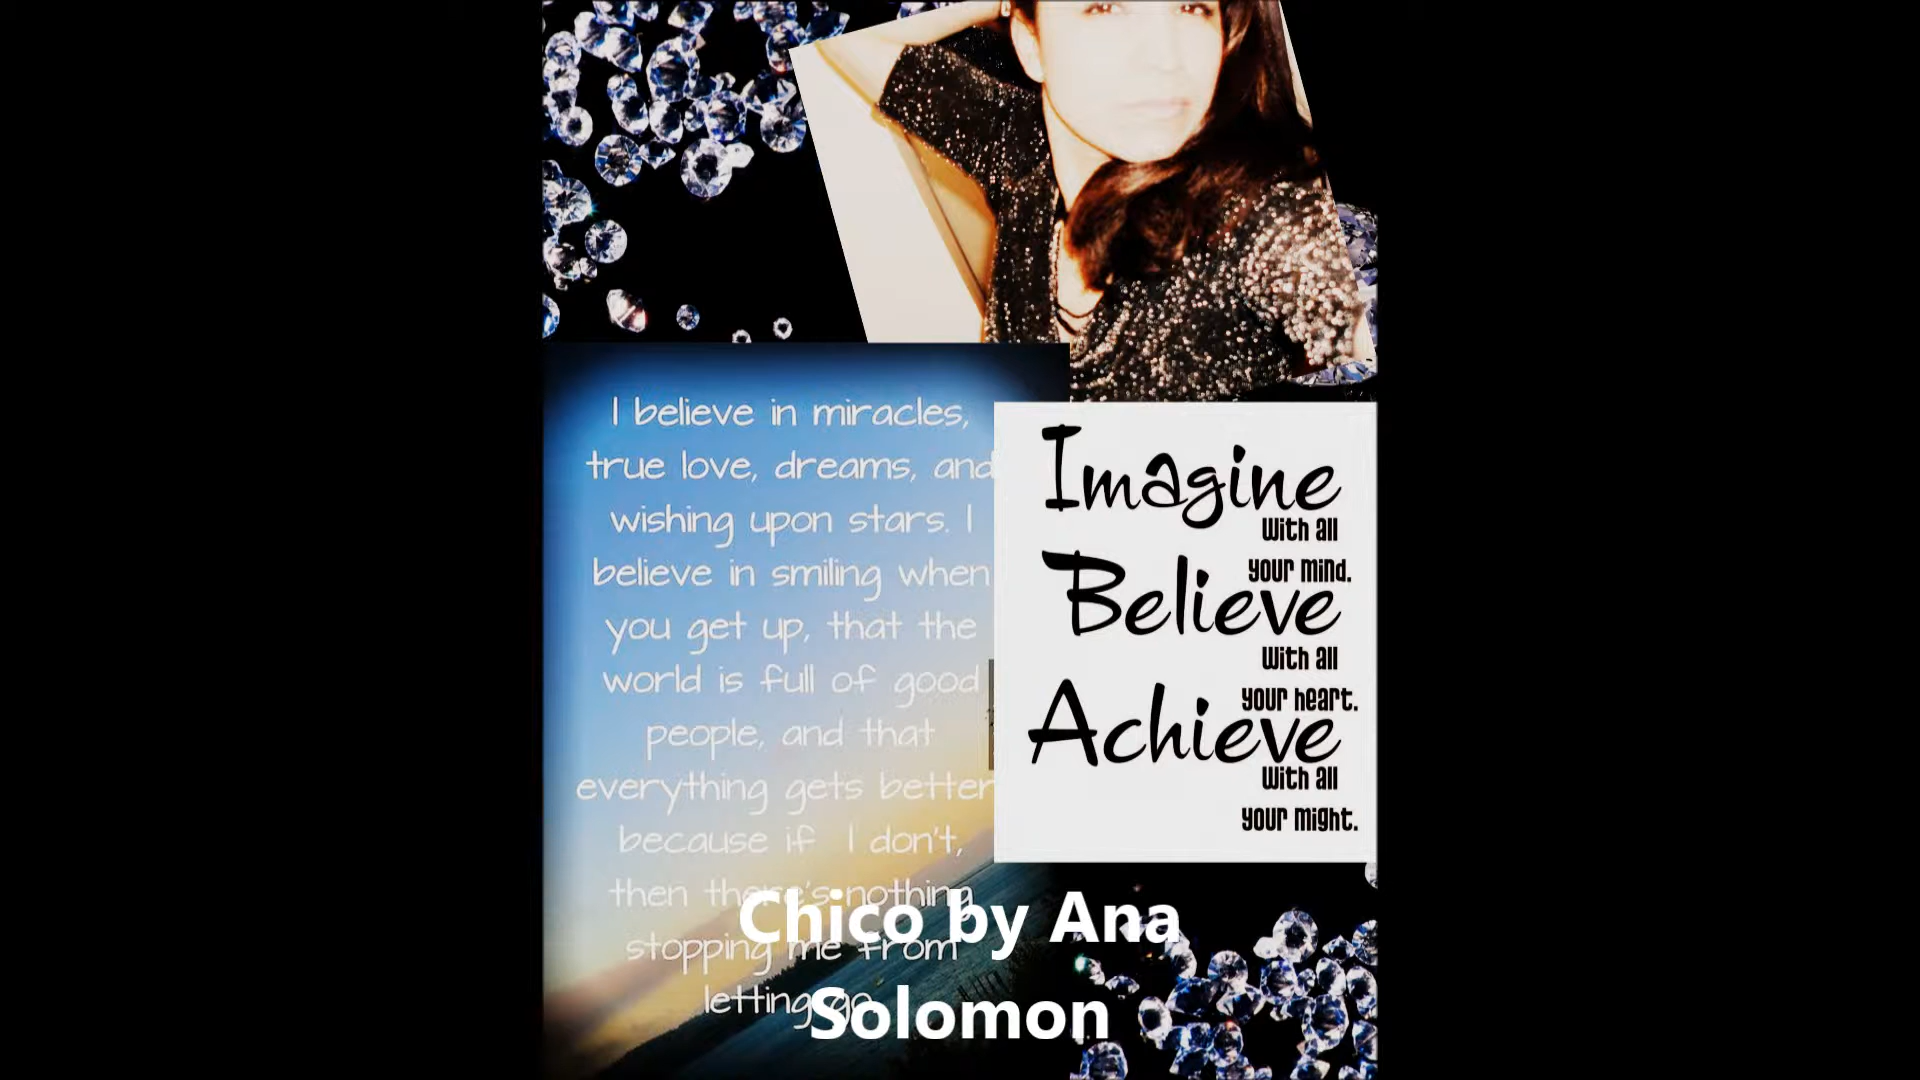 I believe in miracles,
true love, dreams, and
wishing upon stars. I
believe in smiling when
you get up, that the
world is full of good
people, and that
everything gets better
because if I don't,
then there's nothing
stopping me from
letting go
Imagine
With all
your mind.
Believe
With all
your heart.
Achieve
With all
your might.
Chico by Ana
Solomon